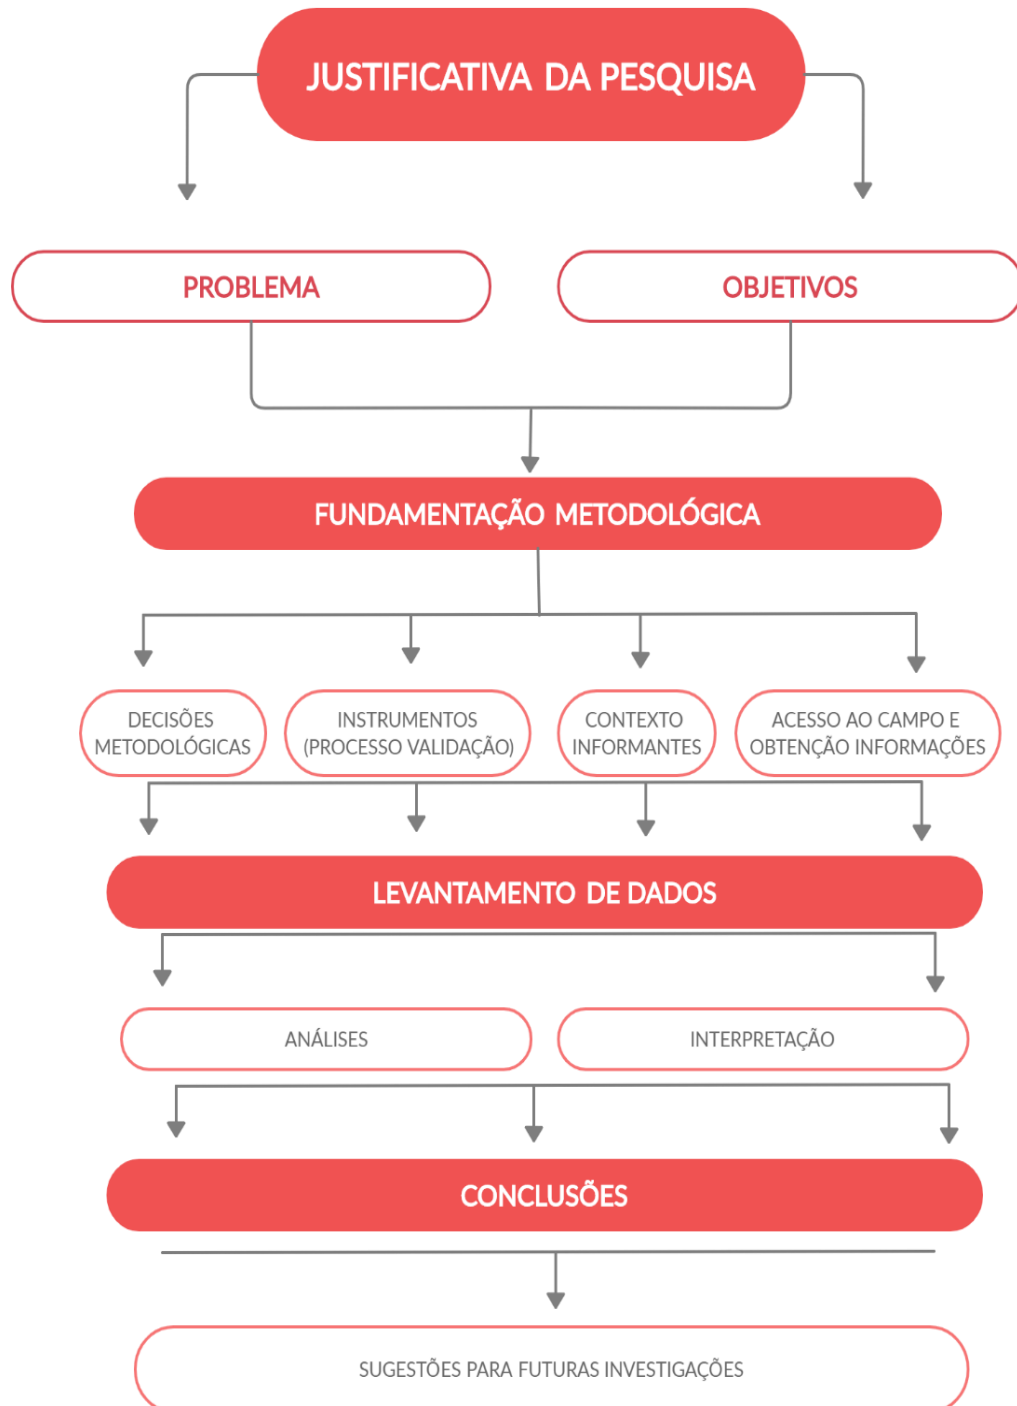 JUSTIFICATIVA DA PESQUISA
PROBLEMA
OBJETIVOS
FUNDAMENTAÇÃO METODOLÓGICA
DECISÕES
METODOLÓGICAS
INSTRUMENTOS
(PROCESSO VALIDAÇÃO)
CONTEXTO
INFORMANTES
ACESSO AO CAMPO E
OBTENÇÃO INFORMAÇÕES
LEVANTAMENTO DE DADOS
ANÁLISES
INTERPRETAÇÃO
CONCLUSÕES
SUGESTÕES PARA FUTURAS INVESTIGAÇÕES